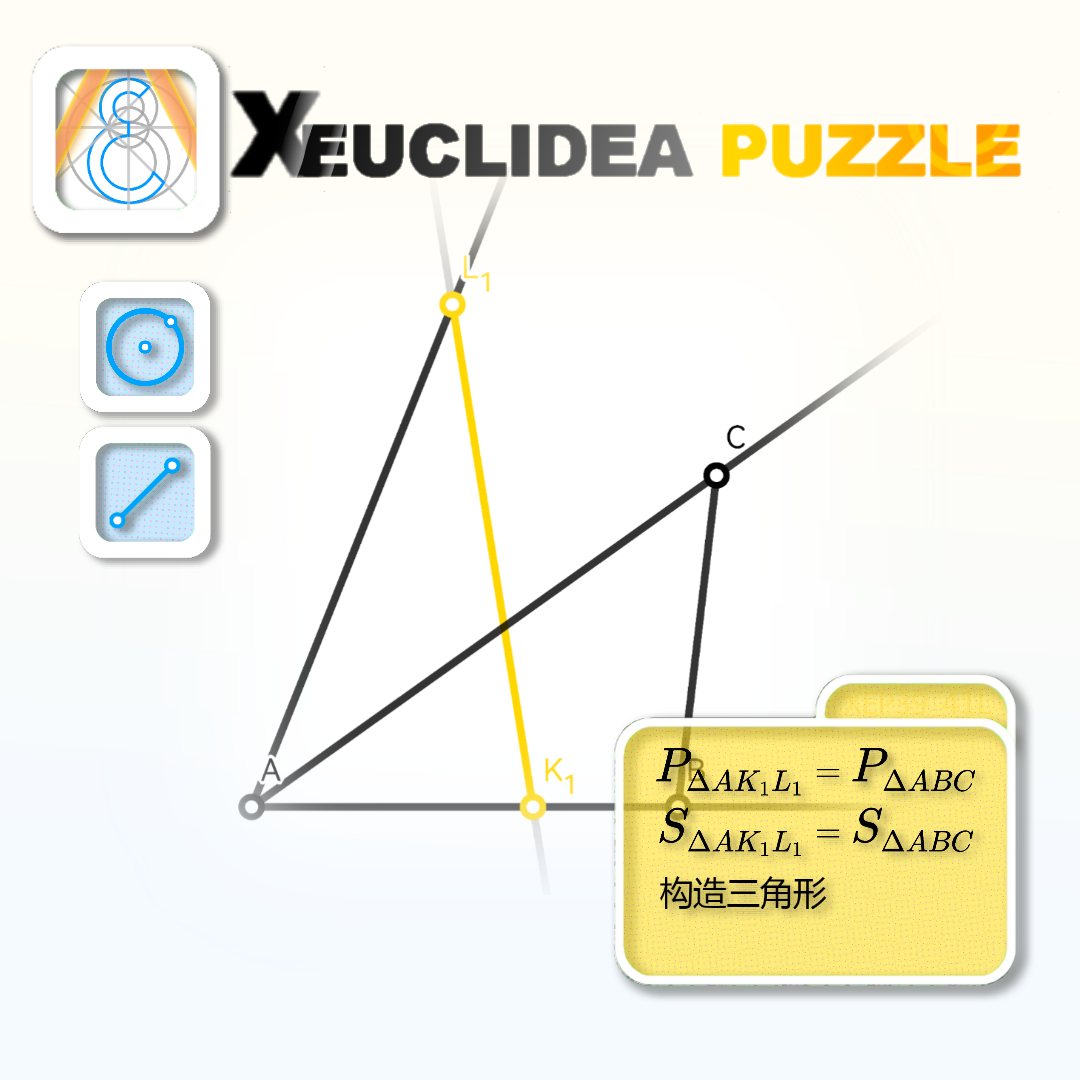 XEUCLIDEA PUZZLE
L₁
C
A
K₁
B
P_{ΔAK₁L₁} = P_{ΔABC}
S_{ΔAK₁L₁} = S_{ΔABC}
构造三角形